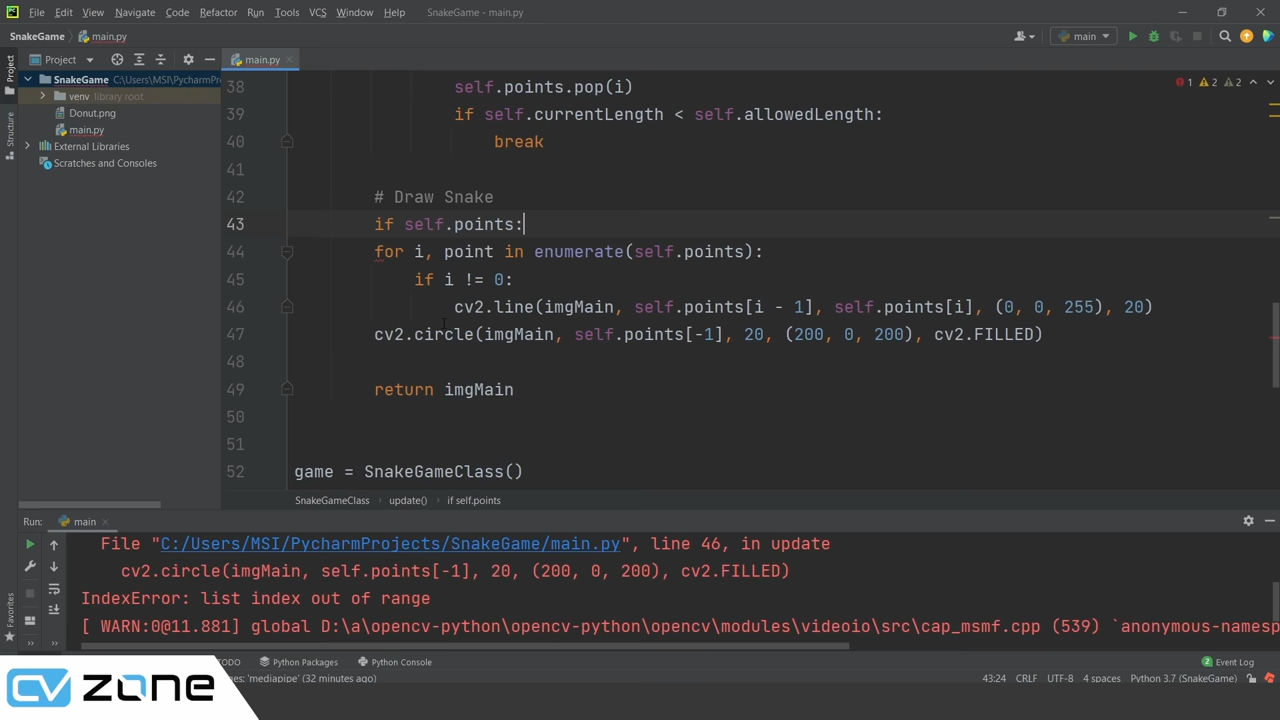 File Edit View Navigate Code Refactor Run Tools VCS Window Help SnakeGame - main.py
SnakeGame main.py main
Project main.py
Project
SnakeGame C:\Users\MSI\PycharmPr
venv library root
Donut.png
main.py
External Libraries
Scratches and Consoles
Structure
1 2 2
38 self.points.pop(i)
39 if self.currentLength < self.allowedLength:
40 break
41
42 # Draw Snake
43 if self.points:
44 for i, point in enumerate(self.points):
45 if i != 0:
46 cv2.line(imgMain, self.points[i - 1], self.points[i], (0, 0, 255), 20)
47 cv2.circle(imgMain, self.points[-1], 20, (200, 0, 200), cv2.FILLED)
48
49 return imgMain
50
51
52 game = SnakeGameClass()
SnakeGameClass update() if self.points
Run: main
File "C:/Users/MSI/PycharmProjects/SnakeGame/main.py", line 46, in update
cv2.circle(imgMain, self.points[-1], 20, (200, 0, 200), cv2.FILLED)
IndexError: list index out of range
[ WARN:0@11.881] global D:\a\opencv-python\opencv-python\opencv\modules\videoio\src\cap_msmf.cpp (539) `anonymous-namesp
Favorites
TODO Python Packages Python Console 2 Event Log
'mediapipe' (32 minutes ago) 43:24 CRLF UTF-8 4 spaces Python 3.7 (SnakeGame)
CV zone